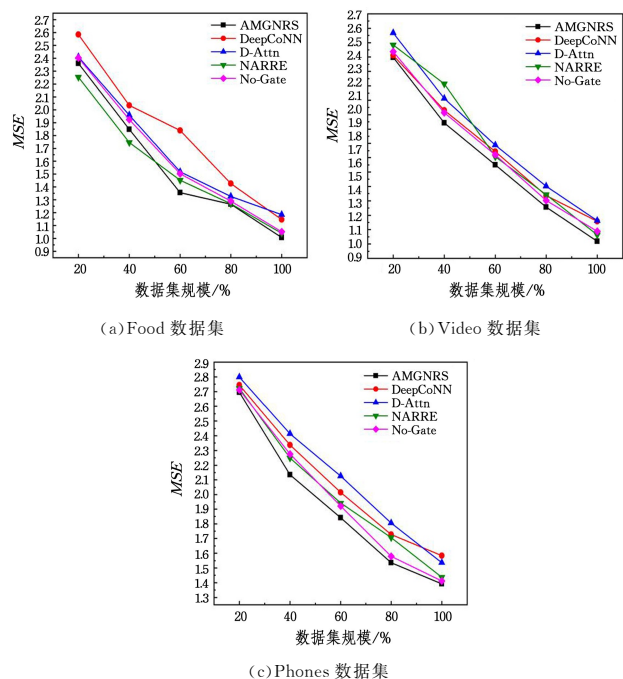 2.7
2.6
2.5
2.4
2.3
2.2
2.1
2.0
1.9
1.8
1.7
1.6
1.5
1.4
1.3
1.2
1.1
1.0
0.9
MSE
AMGNRS
DeepCoNN
D-Attn
NARRE
No-Gate
20 40 60 80 100
数据集规模/%
(a)Food 数据集
2.7
2.6
2.5
2.4
2.3
2.2
2.1
2.0
1.9
1.8
1.7
1.6
1.5
1.4
1.3
1.2
1.1
0.9
MSE
AMGNRS
DeepCoNN
D-Attn
NARRE
No-Gate
20 40 60 80 100
数据集规模/%
(b)Video 数据集
2.9
2.8
2.7
2.6
2.5
2.4
2.3
2.2
2.1
2.0
1.9
1.8
1.7
1.6
1.5
1.4
1.3
MSE
AMGNRS
DeepCoNN
D-Attn
NARRE
No-Gate
20 40 60 80 100
数据集规模/%
(c)Phones 数据集